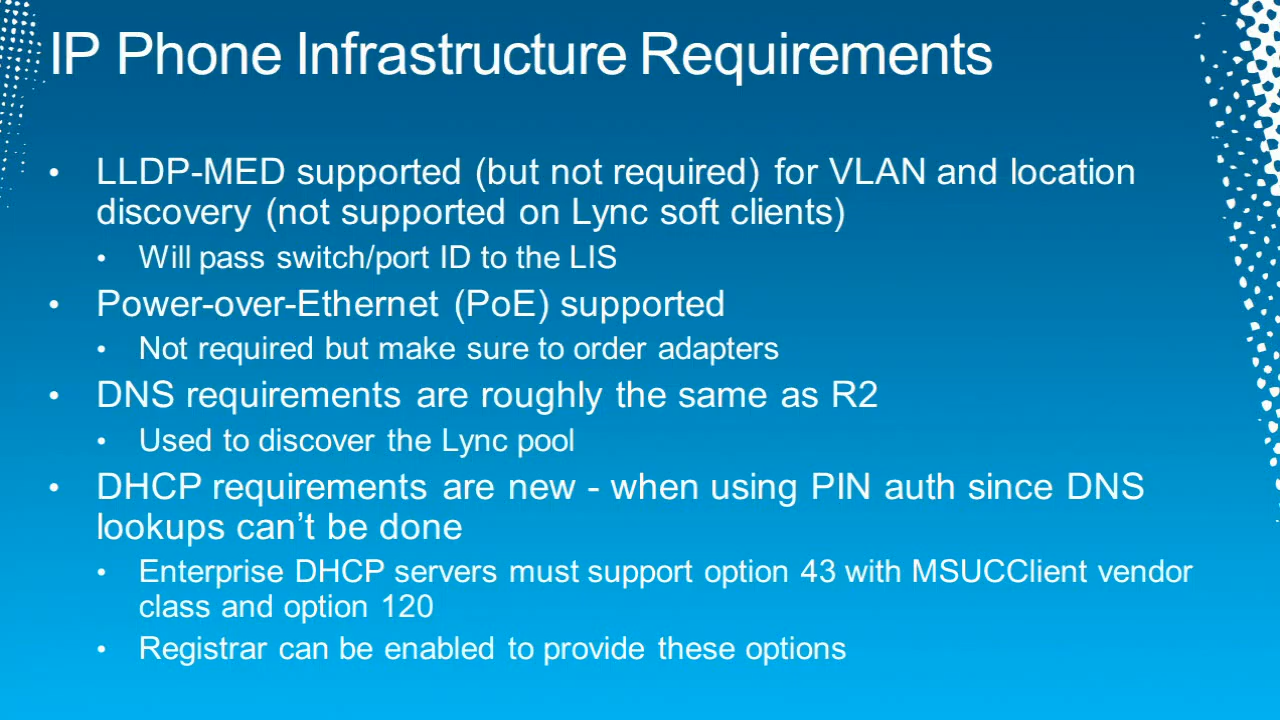 IP Phone Infrastructure Requirements
• LLDP-MED supported (but not required) for VLAN and location
discovery (not supported on Lync soft clients)
• Will pass switch/port ID to the LIS
• Power-over-Ethernet (PoE) supported
• Not required but make sure to order adapters
• DNS requirements are roughly the same as R2
• Used to discover the Lync pool
• DHCP requirements are new - when using PIN auth since DNS
lookups can’t be done
• Enterprise DHCP servers must support option 43 with MSUCClient vendor
class and option 120
• Registrar can be enabled to provide these options